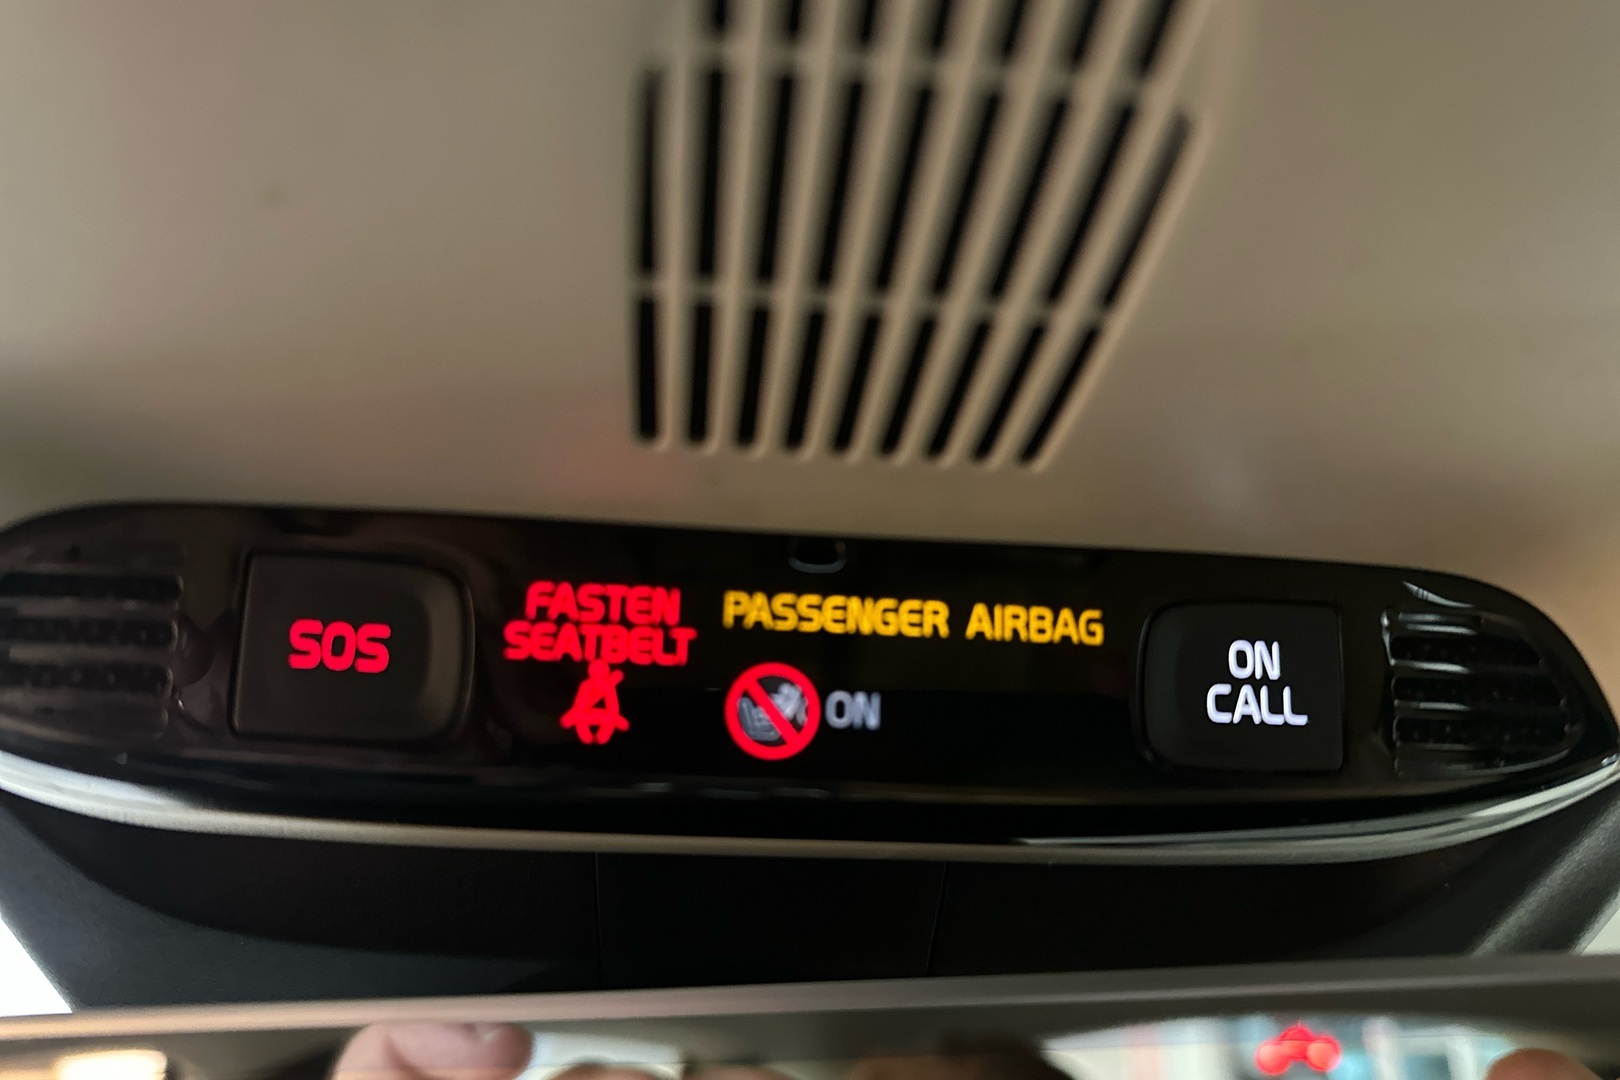 SOS
FASTEN
SEATBELT
PASSENGER AIRBAG
ON
ON
CALL